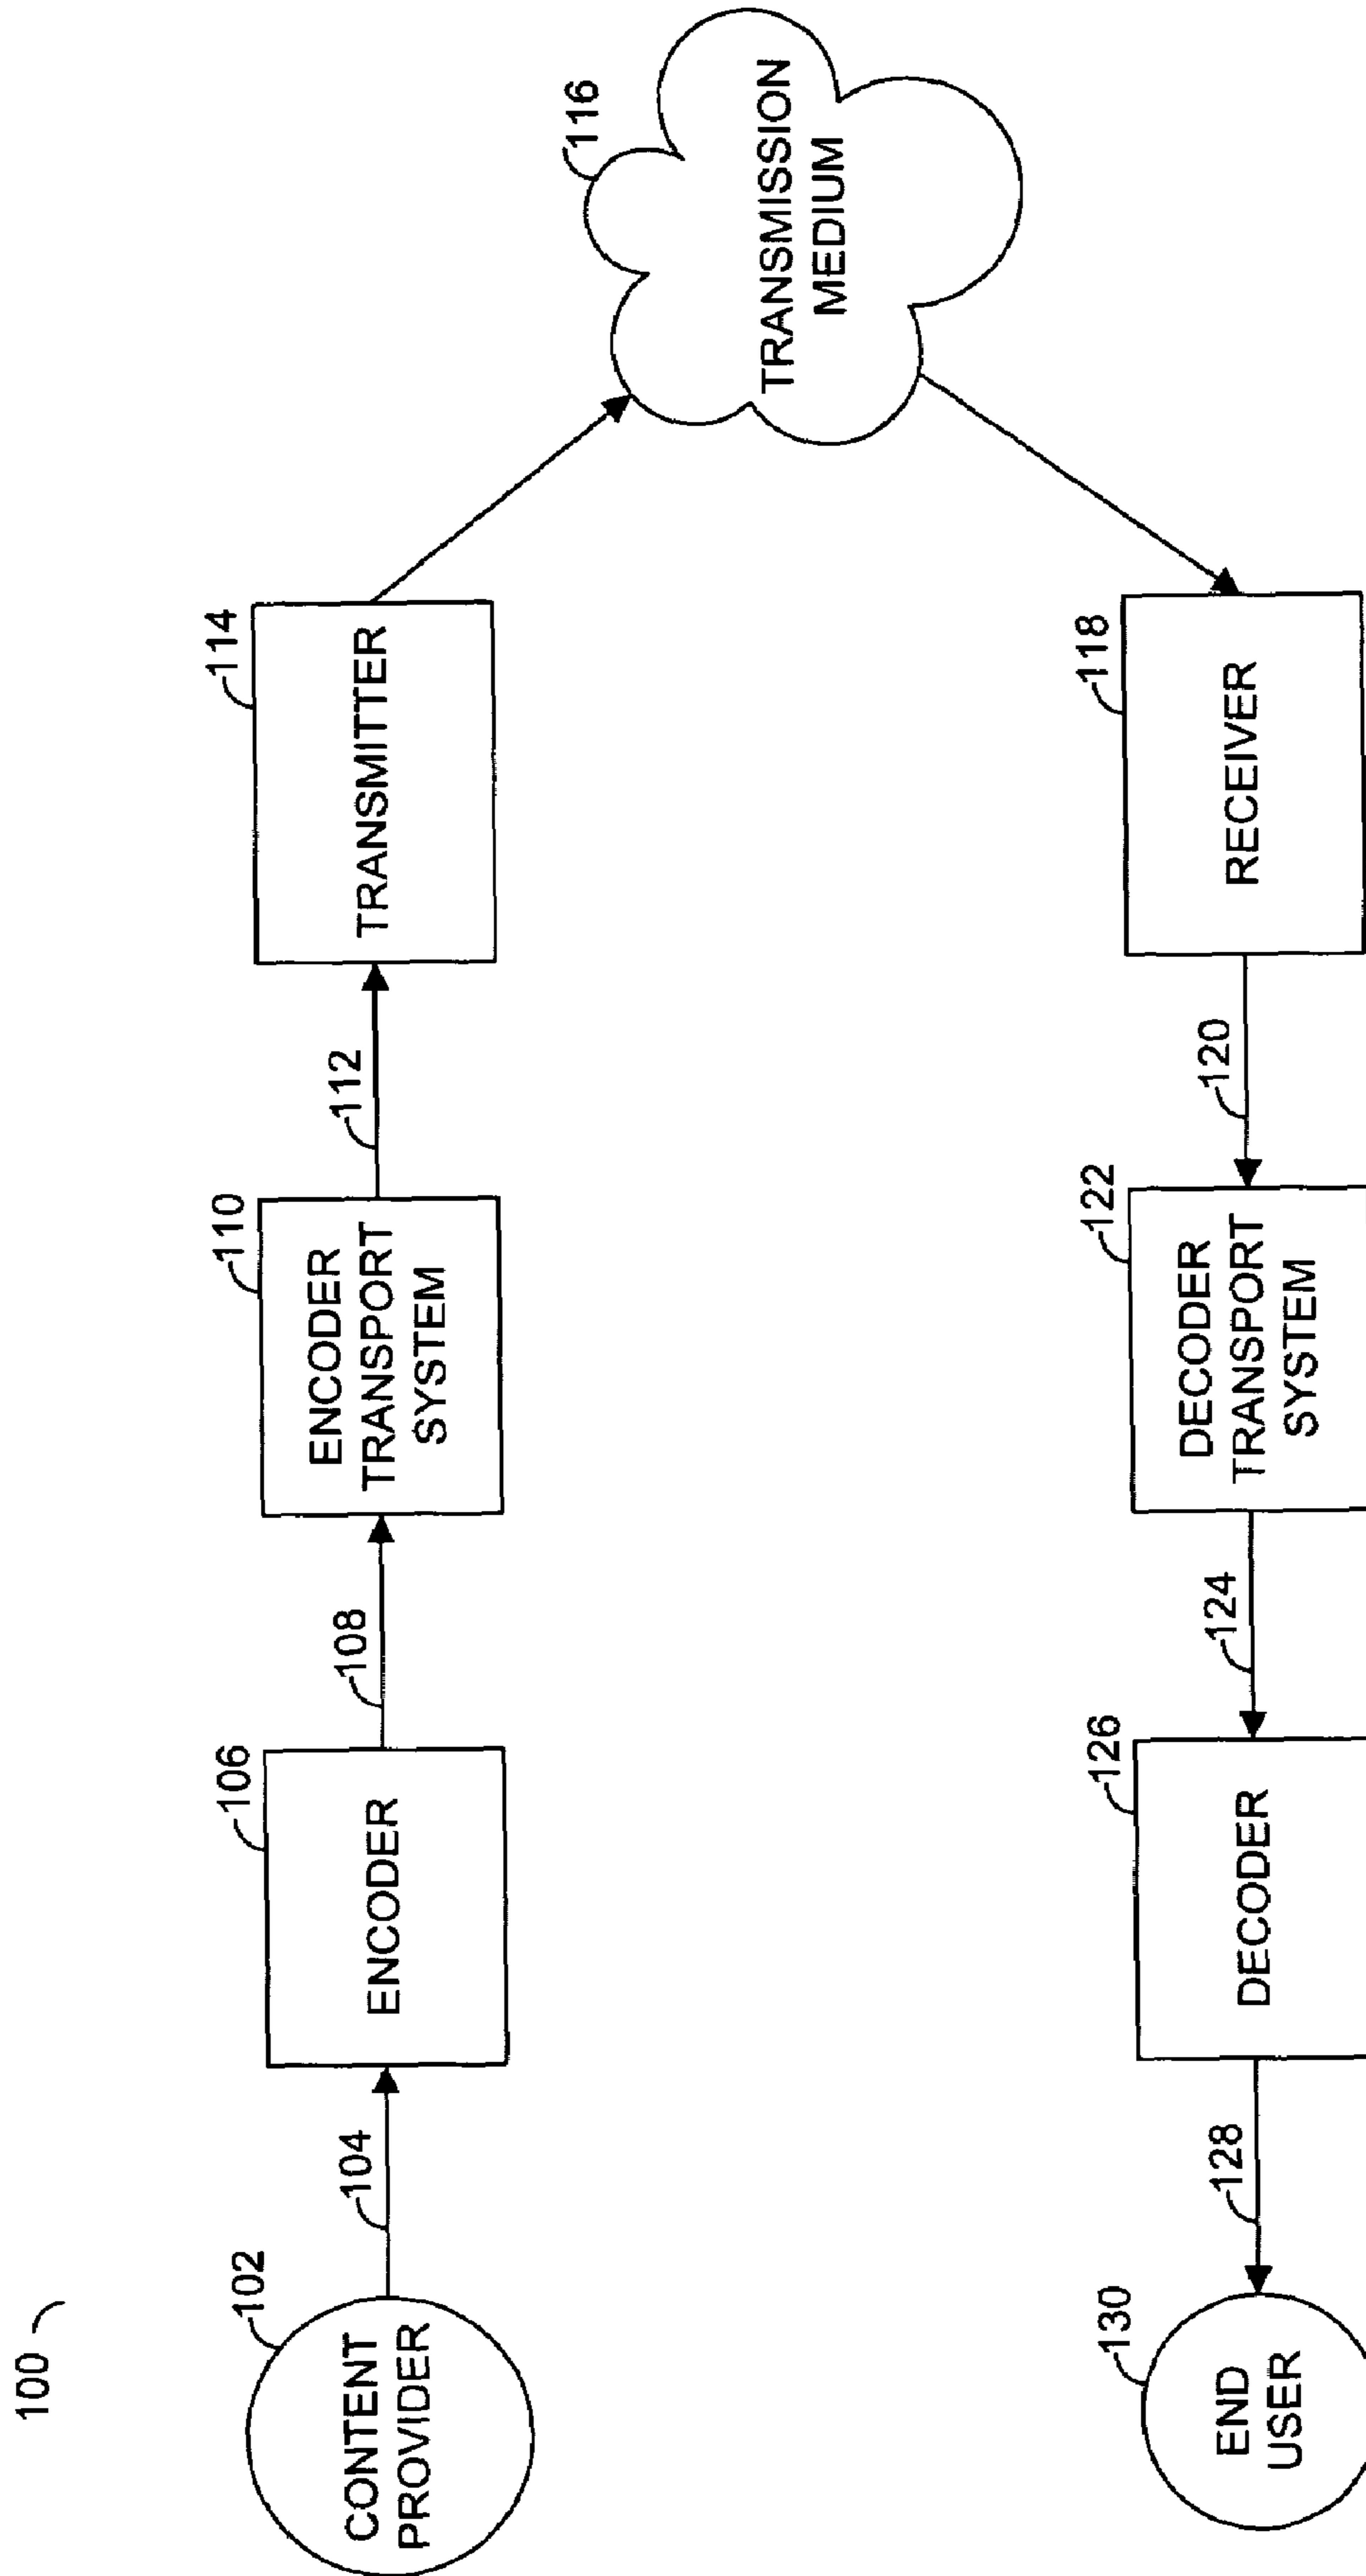 100
102
CONTENT
PROVIDER
104
106
ENCODER
108
110
ENCODER
TRANSPORT
SYSTEM
112
114
TRANSMITTER
116
TRANSMISSION
MEDIUM
118
RECEIVER
120
122
DECODER
TRANSPORT
SYSTEM
124
126
DECODER
128
130
END
USER